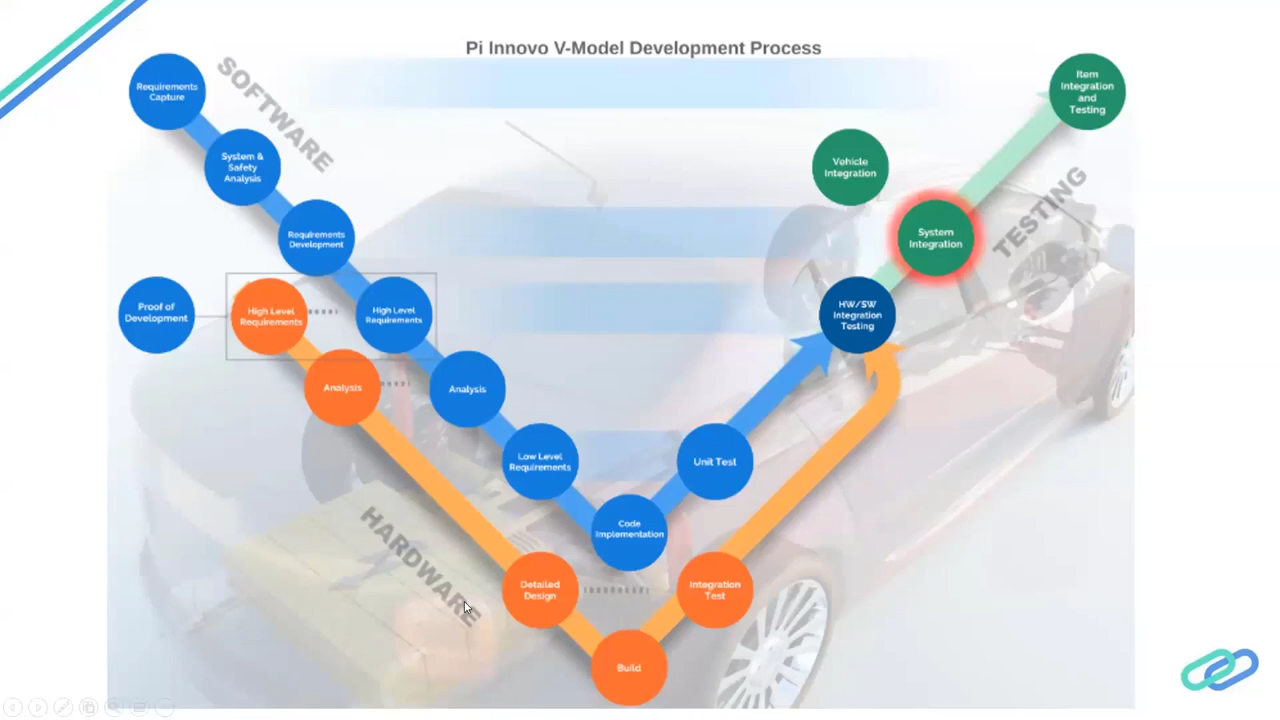 Pi Innovo V-Model Development Process
Requirements
Capture
SOFTWARE
Item
Integration
and
Testing
System &
Safety
Analysis
Vehicle
Integration
TESTING
Requirements
Development
System
Integration
Proof of
Development
High Level
Requirements
High Level
Requirements
HW/SW
Integration
Testing
Analysis
Analysis
Low Level
Requirements
Unit Test
Code
Implementation
HARDWARE
Detailed
Design
Integration
Test
Build